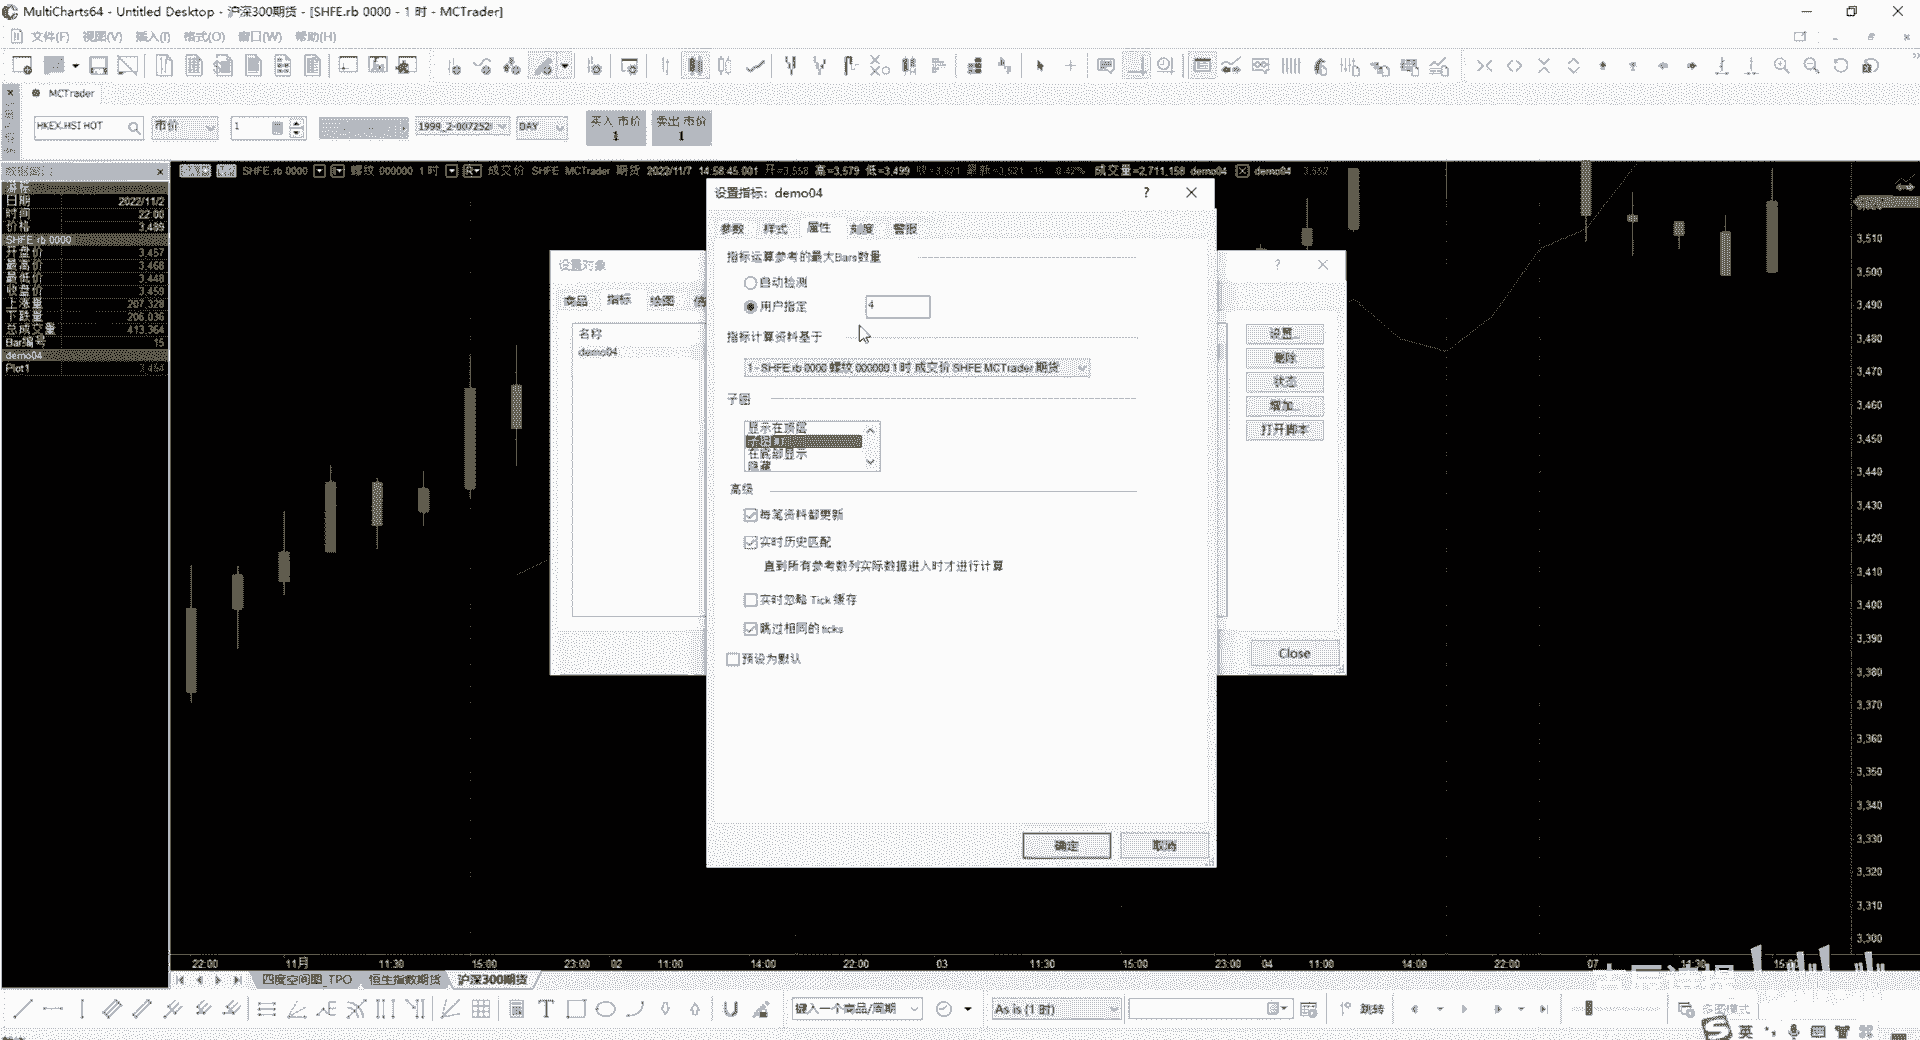 MultiCharts64 - Untitled Desktop - 沪深300期货 - [SHFE.rb 0000 - 1 时 - MCTrader]
文件(F) 视图(V) 插入(I) 格式(O) 窗口(W) 帮助(H)
MCTrader
HKEX.HSI HOT 市价 1 1999_2-007252 DAY 买入 市价 1 卖出 市价 1
SHFE.rb 0000 螺纹 000000 1 时 成交价 SHFE MCTrader 期货 2022/11/7 14:58:45.001 开=3,558 高=3,579 低=3,499 成交量=2,711,158 demo04 demo04 3,552
日期 2022/11/2
时间 22:00
价格 3,489
SHFE.rb 0000
开盘价 3,457
最高价 3,468
最低价 3,448
收盘价 3,459
上涨量 207,328
下跌量 206,036
总成交量 413,364
Bar编号 15
demo04
Plot1 3,454
设置对象
商品 指标 绘图
名称
demo04
设置...
删除
状态
增加...
打开脚本
Close
设置指标: demo04
参数 样式 属性 刻度 警报
指标运算参考的最大Bars数量
自动检测
用户指定 4
指标计算资料基于
1 - SHFE.rb 0000 螺纹 000000 1 时 成交价 SHFE MCTrader 期货
子图
显示在顶层
子图 #1
在底部显示
隐藏
高级
每笔资料都更新
实时历史匹配
直到所有参考数列实际数据进入时才进行计算
实时忽略 Tick 缓存
跳过相同的 ticks
预设为默认
确定 取消
3,510
3,500
3,490
3,480
3,470
3,460
3,450
3,440
3,430
3,420
3,410
3,400
3,390
3,380
3,370
3,360
3,350
3,340
3,330
3,320
3,310
3,300
22:00 11月 11:30 15:00 23:00 02 11:00 14:00 22:00 03 11:30 15:00 23:00 04 11:00 14:00 22:00 07
四度空间图_TPO 恒生指数期货 沪深300期货
键入一个商品/周期 As is (1 时) 跳转 多图模式
英